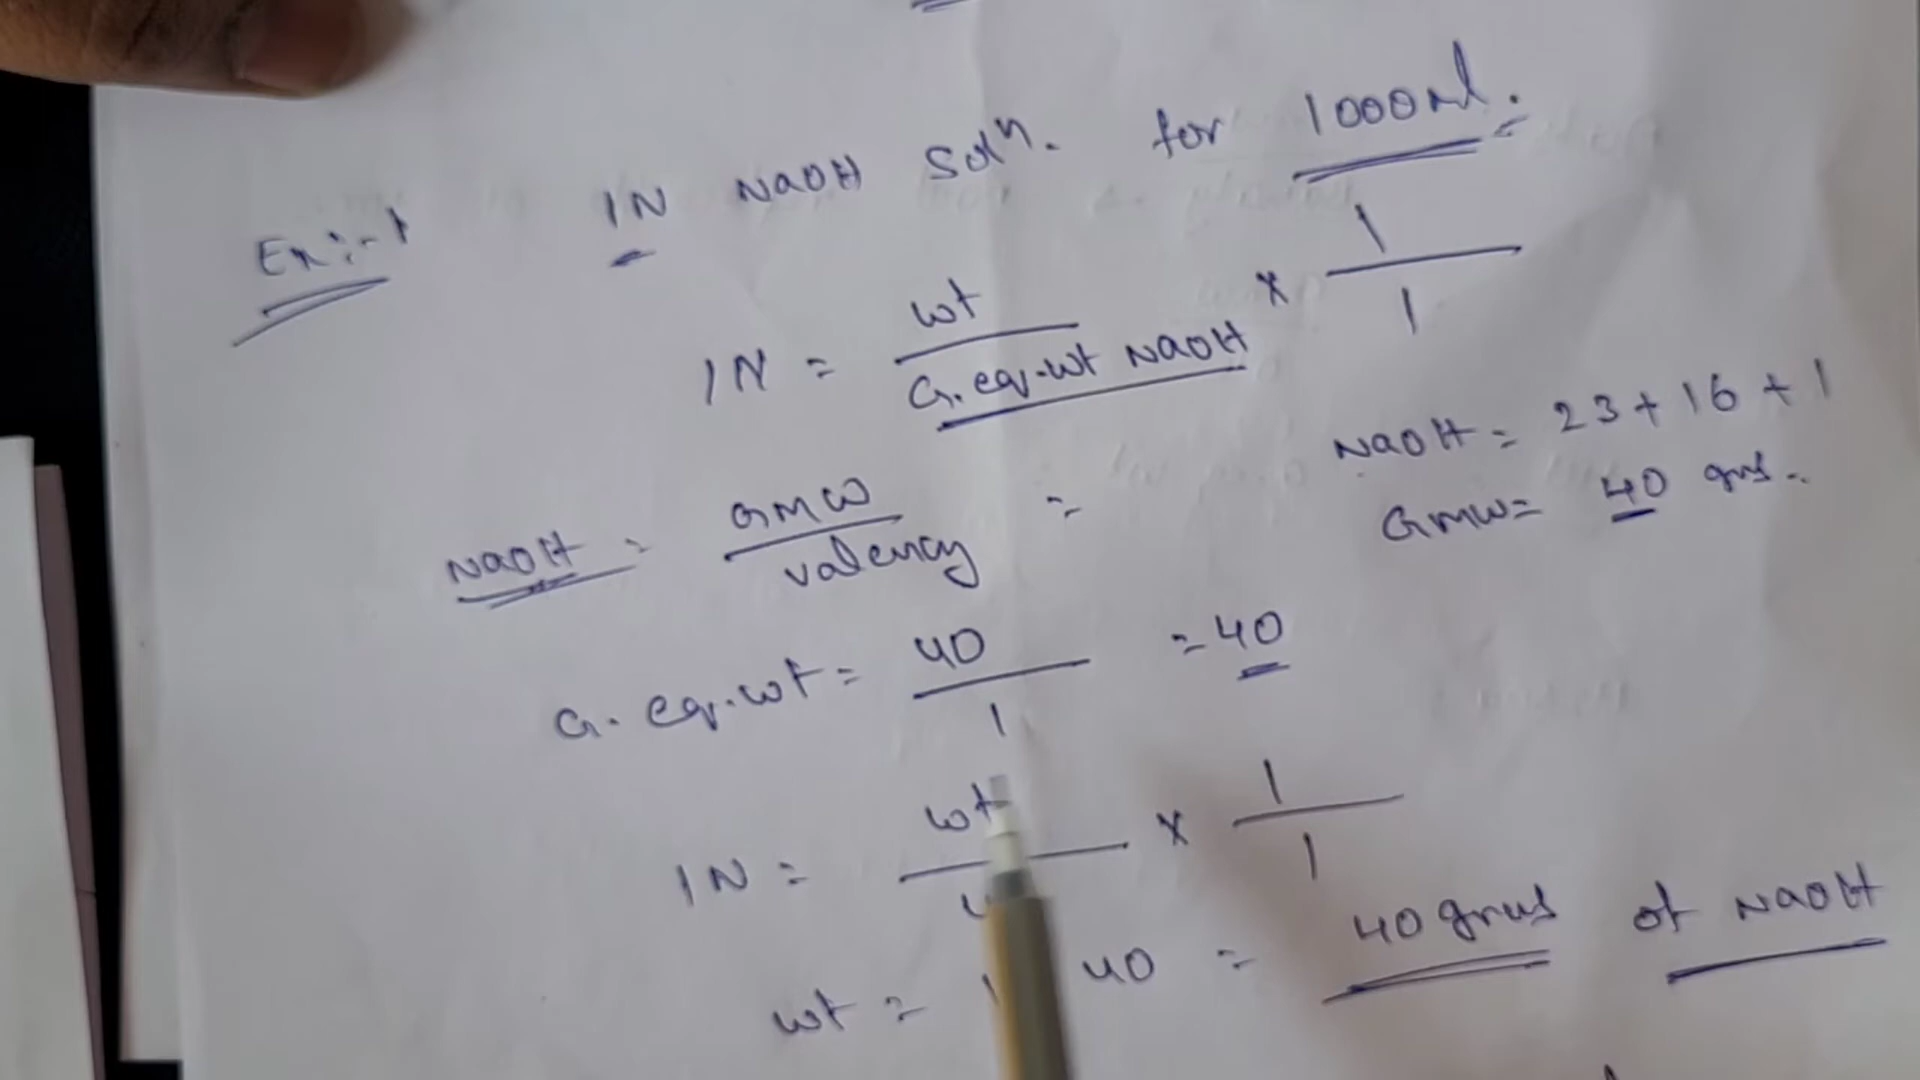 Ex:-1 1N NaOH Solⁿ. for 1000ml.
1N = wt / G.eq.wt NaOH × 1/1
NaOH = 23+16+1
NaOH = GMW / valency =
GMW= 40 gms.
G.eq.wt = 40/1 = 40
1N = wt / × 1/1
wt = 40 = 40 gms of NaOH